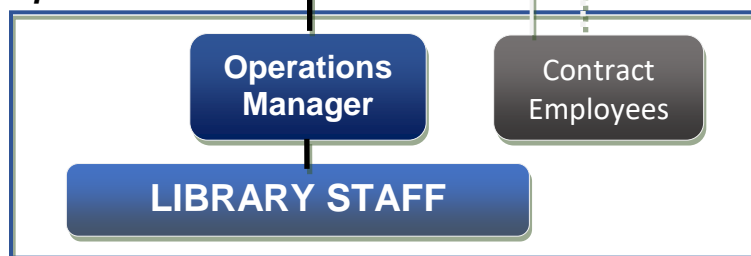 Operations
Manager
Contract
Employees
LIBRARY STAFF